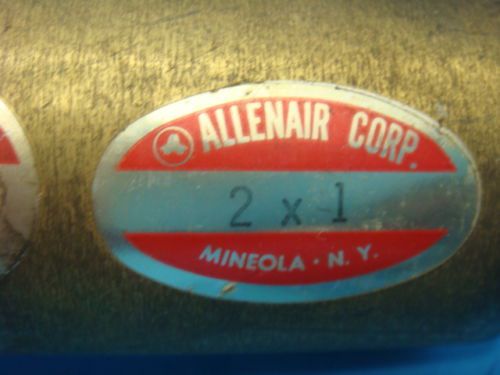 ALLENAIR CORP.
2 x 1
MINEOLA · N. Y.